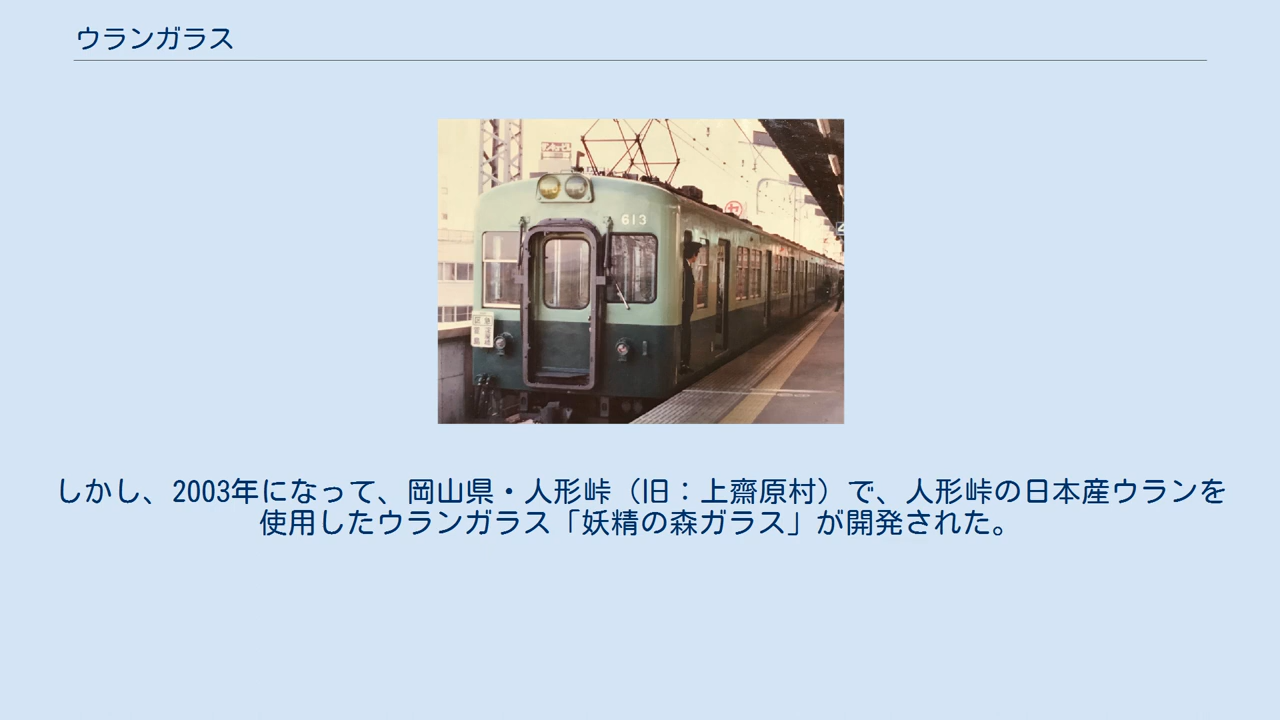 ウランガラス
613
しかし、2003年になって、岡山県・人形峠（旧：上齋原村）で、人形峠の日本産ウランを
使用したウランガラス「妖精の森ガラス」が開発された。